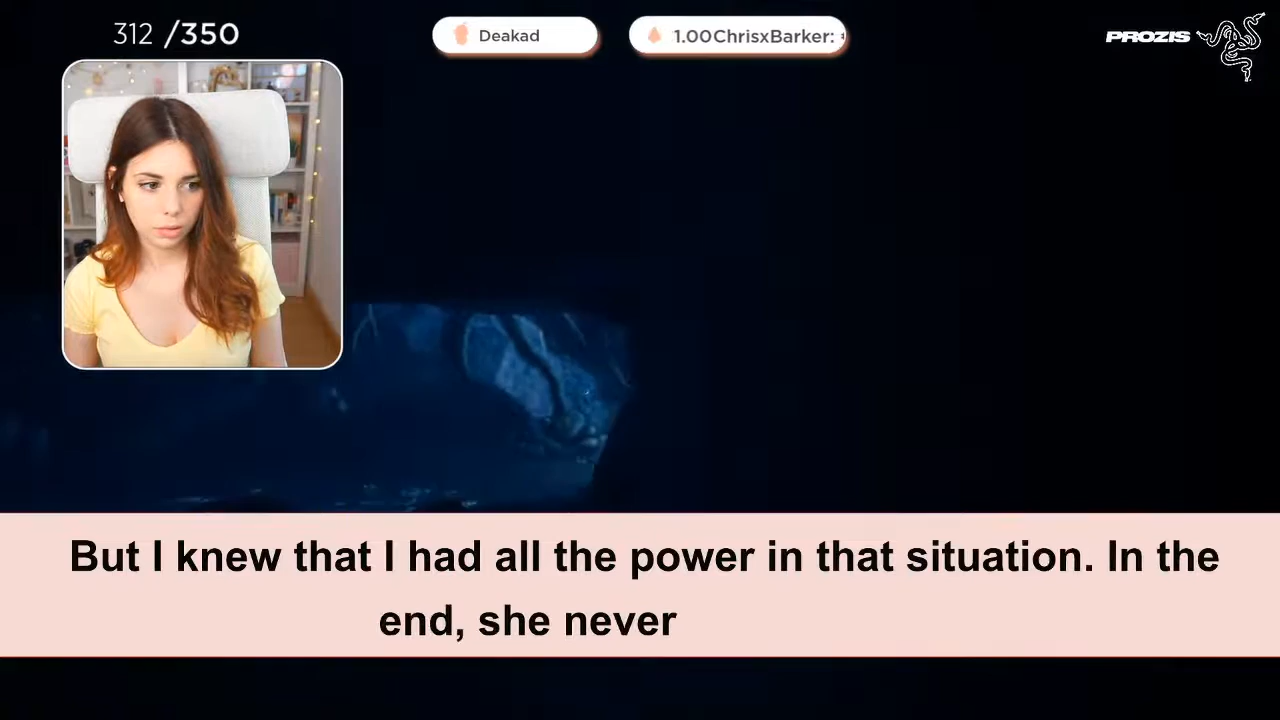 312 /350
Deakad
1.00ChrisxBarker:
PROZIS
But I knew that I had all the power in that situation. In the
end, she never